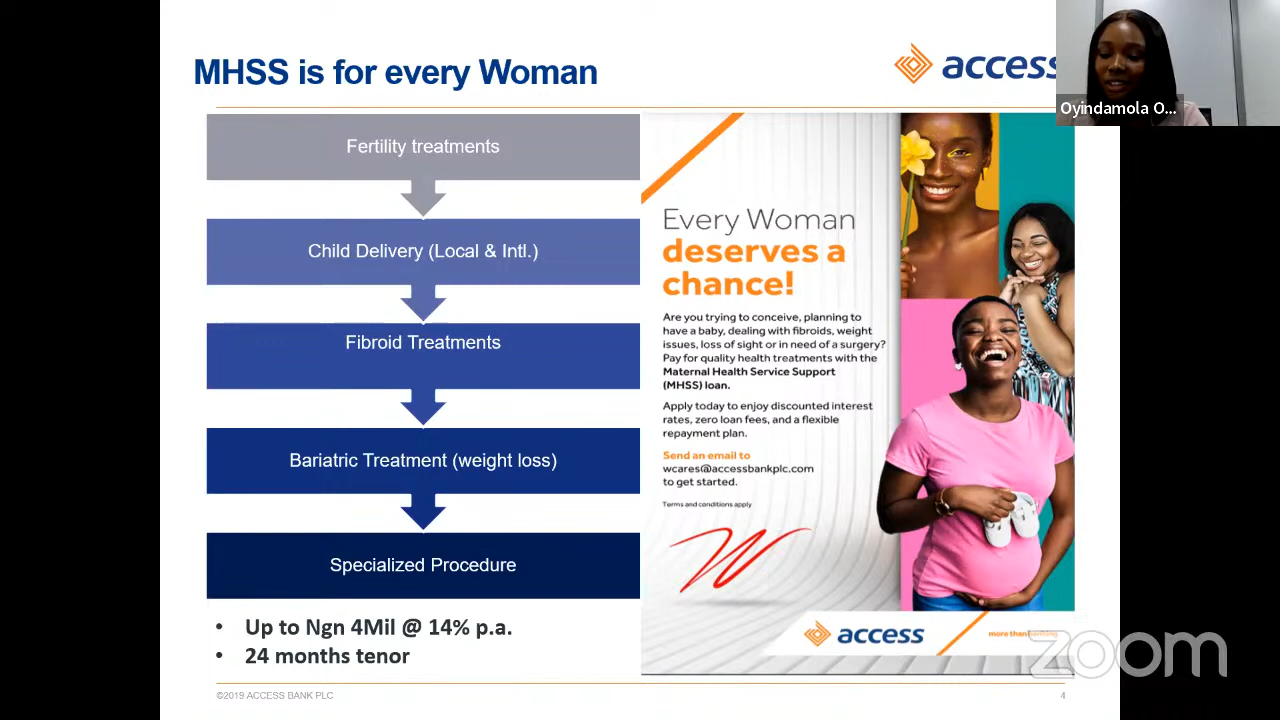 MHSS is for every Woman
access
Oyindamola O...
Fertility treatments
Child Delivery (Local & Intl.)
Fibroid Treatments
Bariatric Treatment (weight loss)
Specialized Procedure
• Up to Ngn 4Mil @ 14% p.a.
• 24 months tenor
Every Woman
deserves a
chance!
Are you trying to conceive, planning to
have a baby, dealing with fibroids, weight
issues, loss of sight or in need of a surgery?
Pay for quality health treatments with the
Maternal Health Service Support
(MHSS) loan.
Apply today to enjoy discounted interest
rates, zero loan fees, and a flexible
repayment plan.
Send an email to
wcares@accessbankplc.com
to get started.
Terms and conditions apply
W
access
more than
zoom
©2019 ACCESS BANK PLC
4